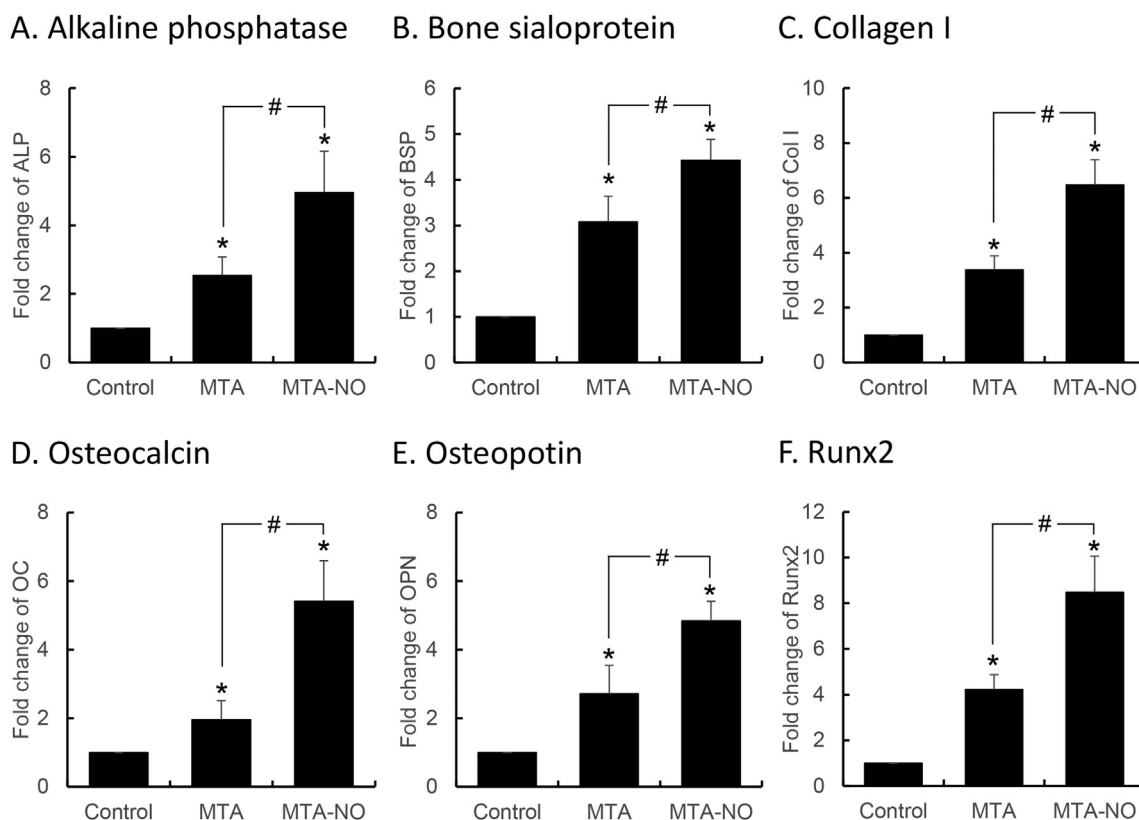 A. Alkaline phosphatase
Fold change of ALP
8
6
4
2
0
#
*
*
Control MTA MTA-NO
B. Bone sialoprotein
Fold change of BSP
6
5
4
3
2
1
0
#
*
*
Control MTA MTA-NO
C. Collagen I
Fold change of Col I
10
8
6
4
2
0
#
*
*
Control MTA MTA-NO
D. Osteocalcin
Fold change of OC
8
6
4
2
0
#
*
*
Control MTA MTA-NO
E. Osteopotin
Fold change of OPN
8
6
4
2
0
#
*
*
Control MTA MTA-NO
F. Runx2
Fold change of Runx2
12
10
8
6
4
2
0
#
*
*
Control MTA MTA-NO